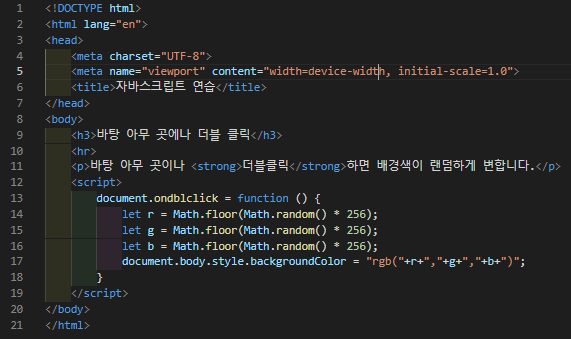 1 <!DOCTYPE html>
2 <html lang="en">
3 <head>
4 <meta charset="UTF-8">
5 <meta name="viewport" content="width=device-width, initial-scale=1.0">
6 <title>자바스크립트 연습</title>
7 </head>
8 <body>
9 <h3>바탕 아무 곳에나 더블 클릭</h3>
10 <hr>
11 <p>바탕 아무 곳이나 <strong>더블클릭</strong>하면 배경색이 랜덤하게 변합니다.</p>
12 <script>
13 document.ondblclick = function () {
14 let r = Math.floor(Math.random() * 256);
15 let g = Math.floor(Math.random() * 256);
16 let b = Math.floor(Math.random() * 256);
17 document.body.style.backgroundColor = "rgb("+r+","+g+","+b+")";
18 }
19 </script>
20 </body>
21 </html>